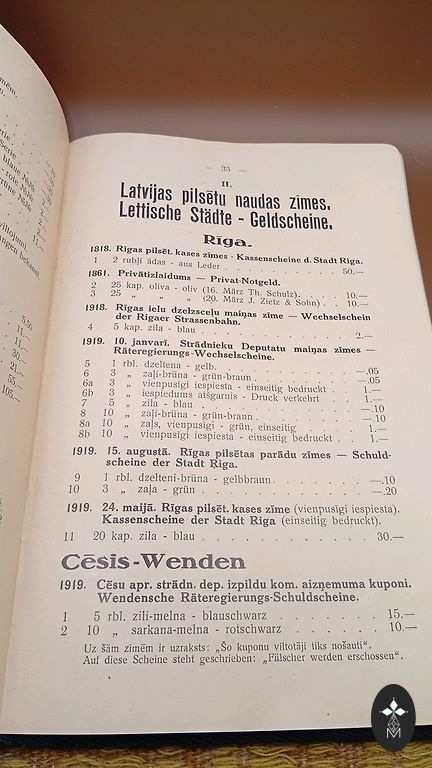 — 33 —
II.
Latvijas pilsētu naudas zīmes.
Lettische Städte - Geldscheine.
Rīga.
1818. Rīgas pilsēt. kases zīmes - Kassenscheine d. Stadt Riga.
1 2 rubļi ādas - aus Leder . . . . . . . . . 50.—
1861. Privātizlaidums — Privat-Notgeld.
2 25 kap. oliva - oliv (16. März Th. Schulz) . . . . 10.—
3 25 „ „ „ (20. März J. Zietz & Sohn) . . 10.—
1918. Rīgas ielu dzelzsceļu maiņas zīme — Wechselschein
der Rigaer Strassenbahn.
4 5 kap. zila - blau . . . . . . . . . . 2.—
1919. 10. janvarī. Strādnieku Deputatu maiņas zīmes —
Räteregierungs-Wechselscheine.
5 1 rbl. dzeltena - gelb . . . . . . . . . —.05
6 3 „ zaļi-brūna - grün-braun . . . . . . . —.05
6a 3 „ vienpusīgi iespiesta - einseitig bedruckt . . 1.—
6b 3 „ iespiedums atsgarnis - Druck verkehrt . . 1.—
7 5 „ zila - blau . . . . . . . . . . —.10
8 10 „ zaļi-brūna - grün-braun . . . . . . —.10
8a 10 „ zaļs, vienpusīgi - grün, einseitig . . . . 1.—
8b 10 „ vienpusīgi iespiesta - einseitig bedruckt . . 1.—
1919. 15. augustā. Rīgas pilsētas parādu zīmes — Schuld-
scheine der Stadt Riga.
9 1 rbl. dzelteni-brūna - gelbbraun . . . . . —.10
10 3 „ zaļa - grün . . . . . . . . . —.20
1919. 24. maijā. Rīgas pilsēt. kases zīme (vienpusīgi iespiesta).
Kassenscheine der Stadt Riga (einseitig bedruckt).
11 20 kap. zila - blau . . . . . . . . . 30.—
Cēsis-Wenden
1919. Cēsu apr. strādn. dep. izpildu kom. aizņemuma kuponi.
Wendensche Räteregierungs-Schuldscheine.
1 5 rbl. zili-melna - blauschwarz . . . . . . 15.—
2 10 „ sarkana-melna - rotschwarz . . . . . 10.—
Uz šām zīmēm ir uzraksts: „Šo kuponu viltotāji tiks nošauti“.
Auf diese Scheine steht geschrieben: „Fälscher werden erschossen“.